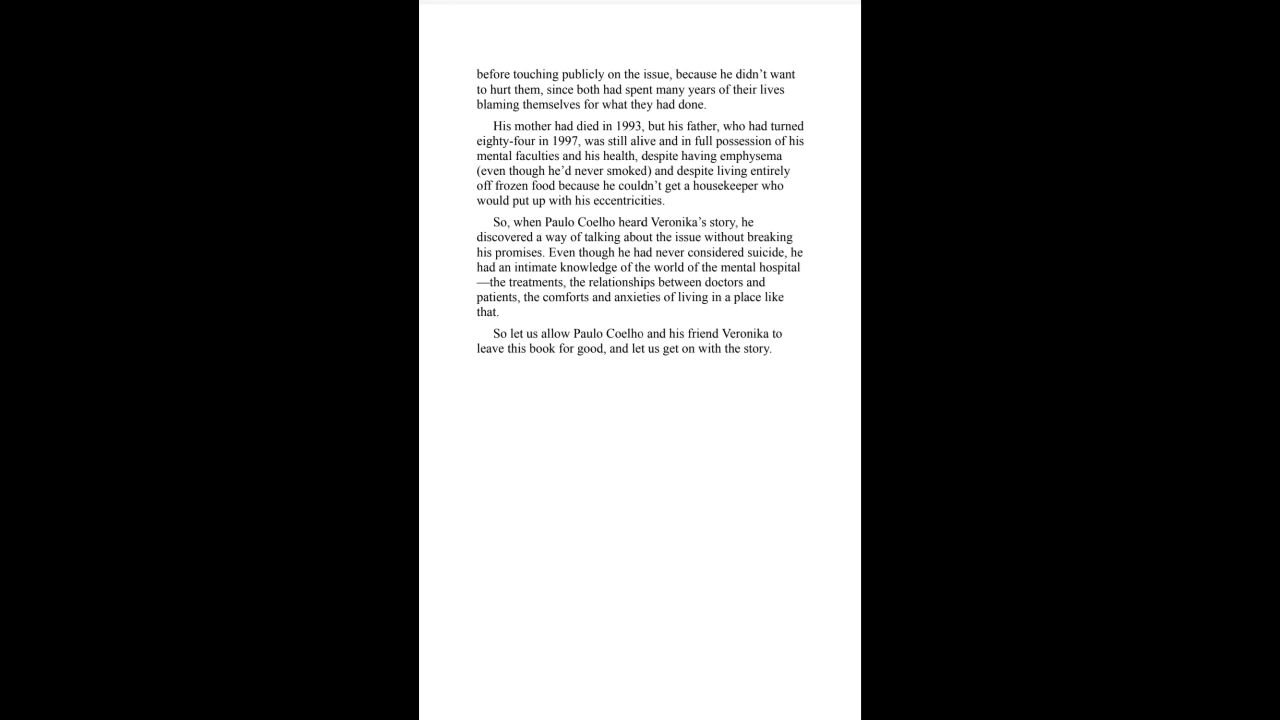 before touching publicly on the issue, because he didn’t want
to hurt them, since both had spent many years of their lives
blaming themselves for what they had done.
His mother had died in 1993, but his father, who had turned
eighty-four in 1997, was still alive and in full possession of his
mental faculties and his health, despite having emphysema
(even though he’d never smoked) and despite living entirely
off frozen food because he couldn’t get a housekeeper who
would put up with his eccentricities.
So, when Paulo Coelho heard Veronika’s story, he
discovered a way of talking about the issue without breaking
his promises. Even though he had never considered suicide, he
had an intimate knowledge of the world of the mental hospital
—the treatments, the relationships between doctors and
patients, the comforts and anxieties of living in a place like
that.
So let us allow Paulo Coelho and his friend Veronika to
leave this book for good, and let us get on with the story.